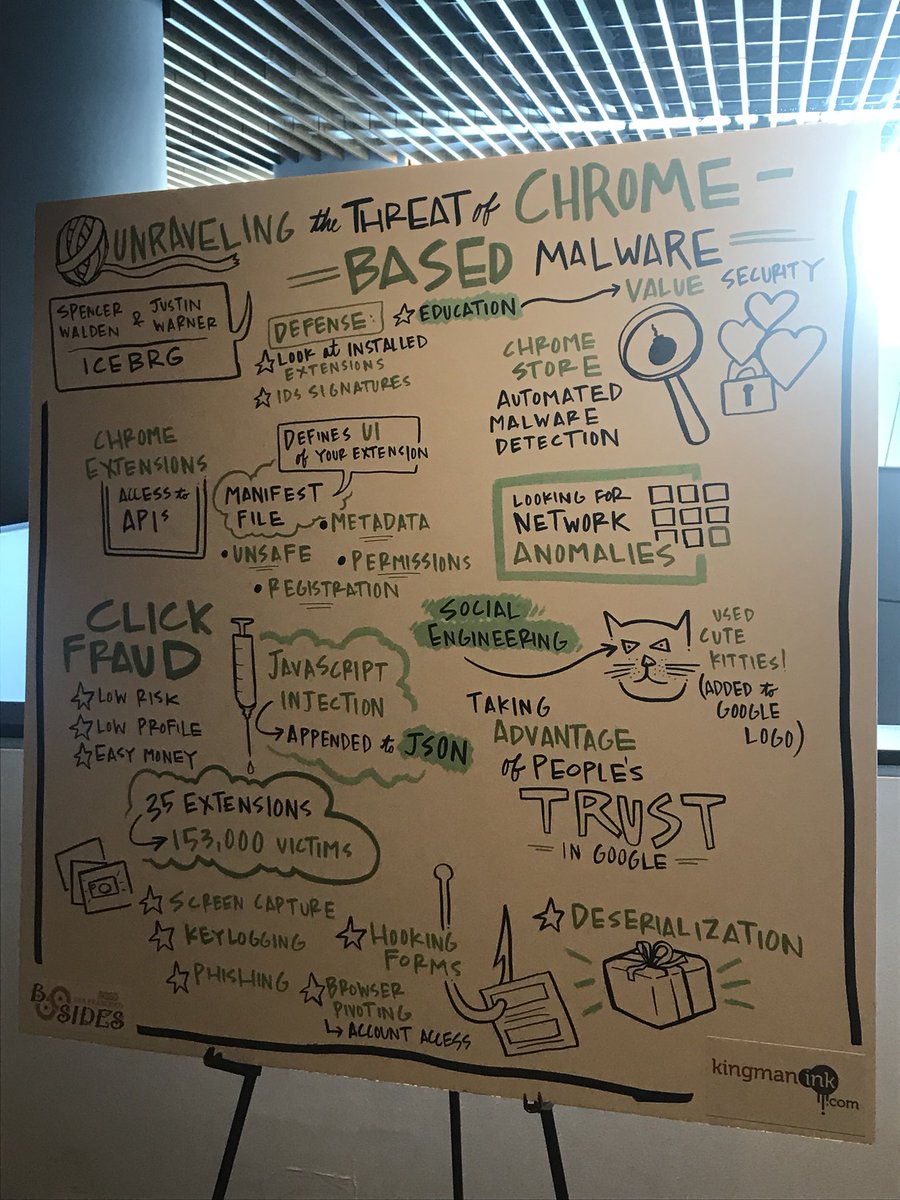 UNRAVELING the THREAT of CHROME-
BASED MALWARE
SPENCER & JUSTIN
WALDEN WARNER
ICEBRG
DEFENSE:
LOOK at INSTALLED
EXTENSIONS
IDS SIGNATURES
EDUCATION
VALUE SECURITY
CHROME
STORE
AUTOMATED
MALWARE
DETECTION
CHROME
EXTENSIONS
ACCESS to
APIs
DEFINES UI
of YOUR EXTENSION
MANIFEST
FILE
• METADATA
• UNSAFE
• PERMISSIONS
• REGISTRATION
LOOKING FOR
NETWORK
ANOMALIES
CLICK
FRAUD
LOW RISK
LOW PROFILE
EASY MONEY
JAVASCRIPT
INJECTION
APPENDED to JSON
SOCIAL
ENGINEERING
USED
CUTE
KITTIES!
(ADDED to
GOOGLE
LOGO)
TAKING
ADVANTAGE
of PEOPLE'S
TRUST
IN GOOGLE
35 EXTENSIONS
153,000 VICTIMS
SCREEN CAPTURE
KEYLOGGING
PHISHING
HOOKING
FORMS
BROWSER
PIVOTING
ACCOUNT ACCESS
DESERIALIZATION
BSIDES
kingmanink
.com